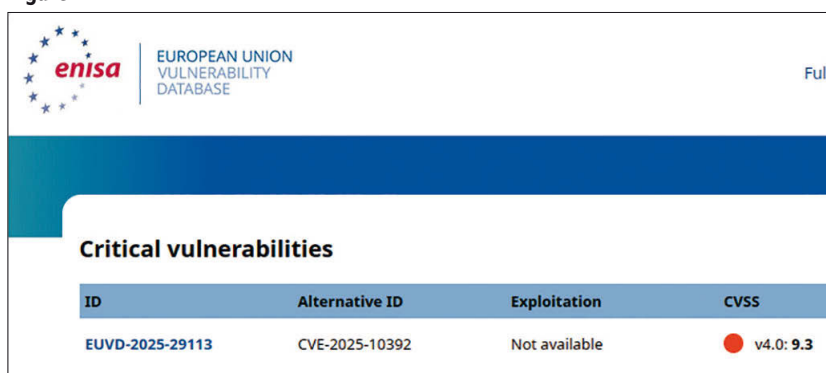 enisa
EUROPEAN UNION
VULNERABILITY
DATABASE
Ful
Critical vulnerabilities
ID Alternative ID Exploitation CVSS
EUVD-2025-29113 CVE-2025-10392 Not available v4.0: 9.3